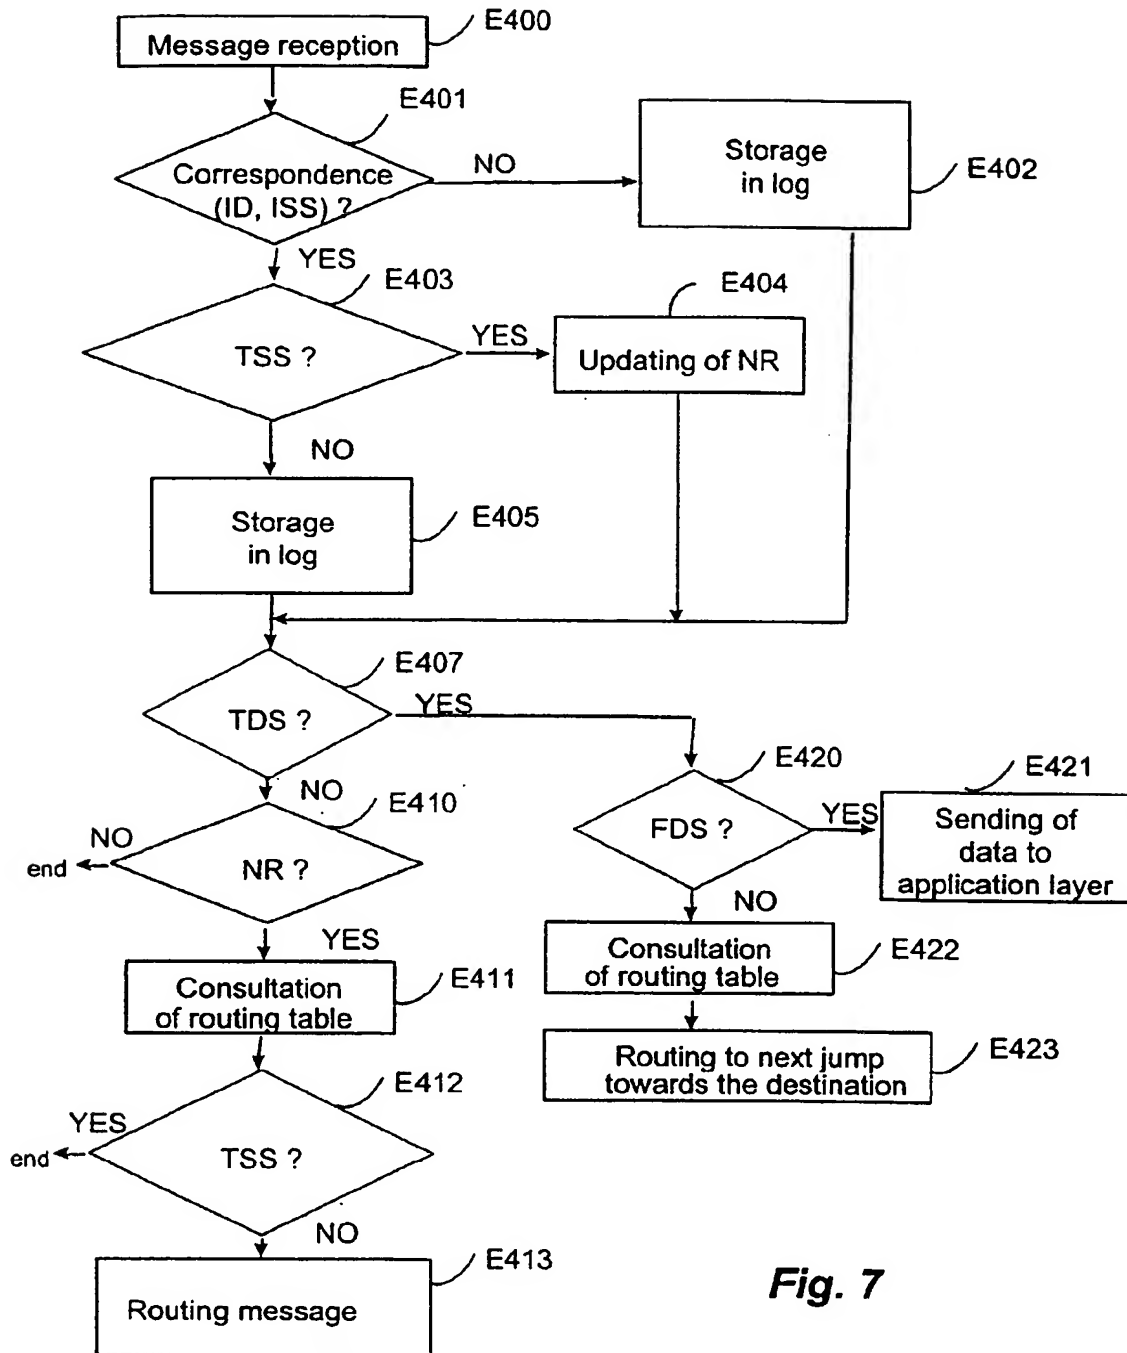 Message reception
E400
E401
Correspondence
(ID, ISS) ?
NO
Storage
in log
E402
YES
E403
TSS ?
YES
E404
Updating of NR
NO
Storage
in log
E405
E407
TDS ?
YES
NO
E410
NO
end
NR ?
E420
FDS ?
YES
E421
Sending of
data to
application layer
YES
NO
Consultation
of routing table
E411
Consultation
of routing table
E422
E412
YES
end
TSS ?
Routing to next jump
towards the destination
E423
NO
Routing message
E413
Fig. 7